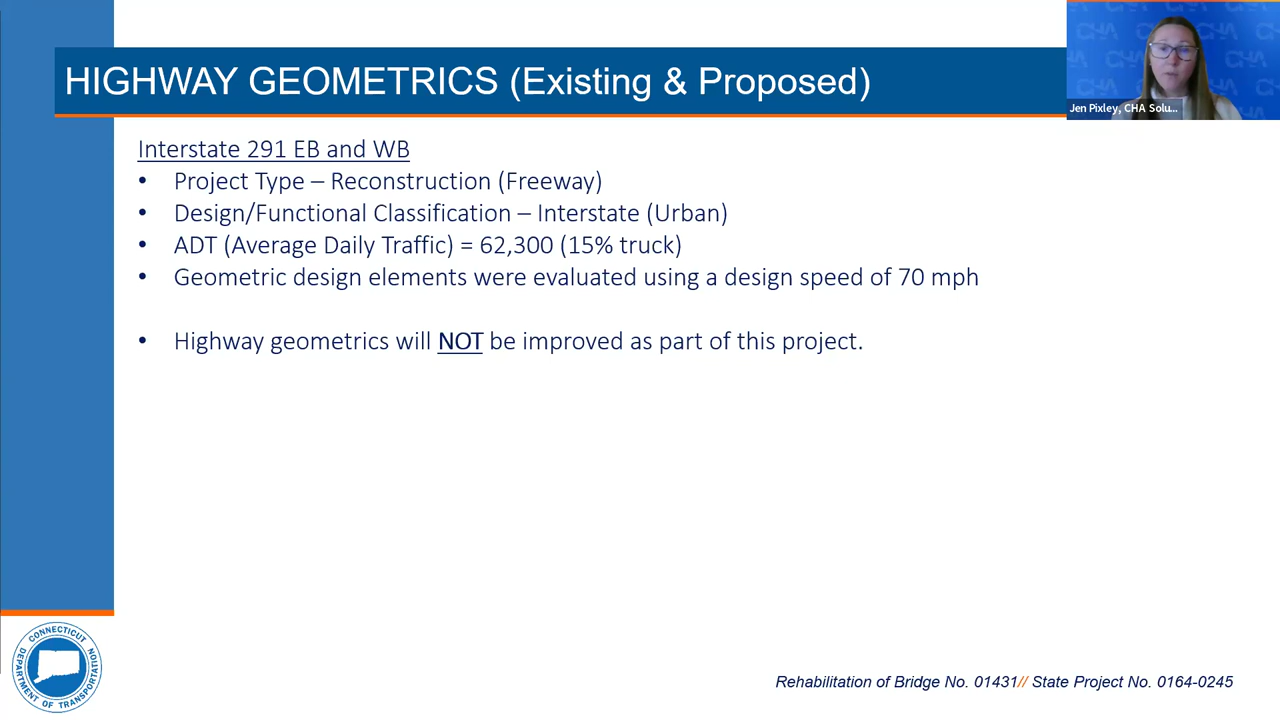 HIGHWAY GEOMETRICS (Existing & Proposed)
CHA
Jen Pixley, CHA Solu...
Interstate 291 EB and WB
• Project Type – Reconstruction (Freeway)
• Design/Functional Classification – Interstate (Urban)
• ADT (Average Daily Traffic) = 62,300 (15% truck)
• Geometric design elements were evaluated using a design speed of 70 mph
• Highway geometrics will NOT be improved as part of this project.
CONNECTICUT
DEPARTMENT OF TRANSPORTATION
Rehabilitation of Bridge No. 01431// State Project No. 0164-0245